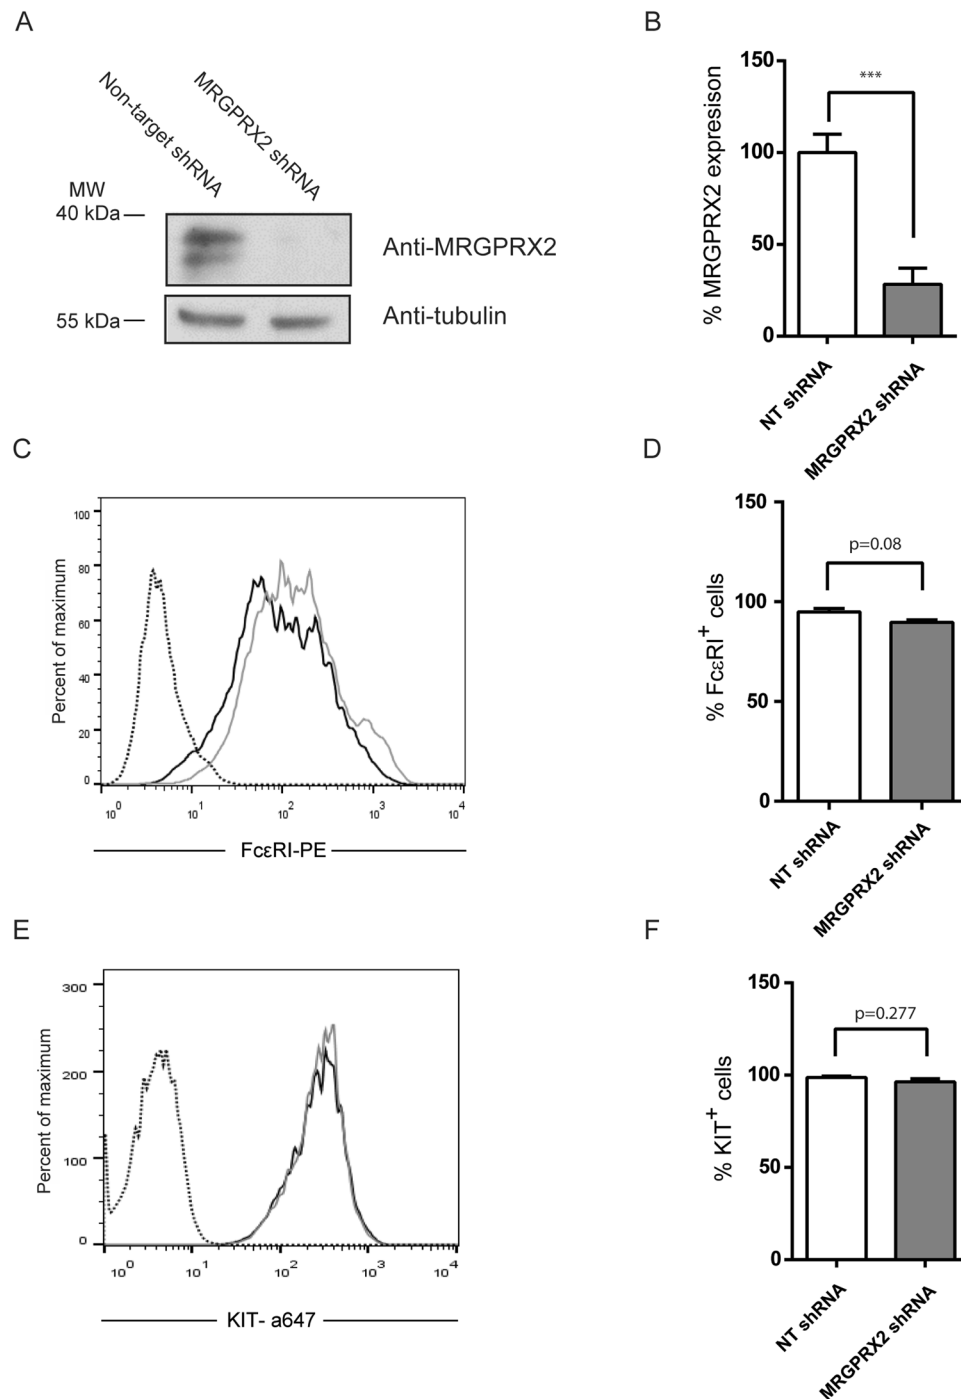 A
Non-target shRNA
MRGPRX2 shRNA
MW
40 kDa
Anti-MRGPRX2
55 kDa
Anti-tubulin
B
% MRGPRX2 expresison
150
100
50
0
***
NT shRNA
MRGPRX2 shRNA
C
Percent of maximum
100
80
60
40
20
0
10^0
10^1
10^2
10^3
10^4
FcεRI-PE
D
% FcεRI+ cells
150
100
50
0
p=0.08
NT shRNA
MRGPRX2 shRNA
E
Percent of maximum
300
200
100
0
10^0
10^1
10^2
10^3
10^4
KIT- a647
F
% KIT+ cells
150
100
50
0
p=0.277
NT shRNA
MRGPRX2 shRNA